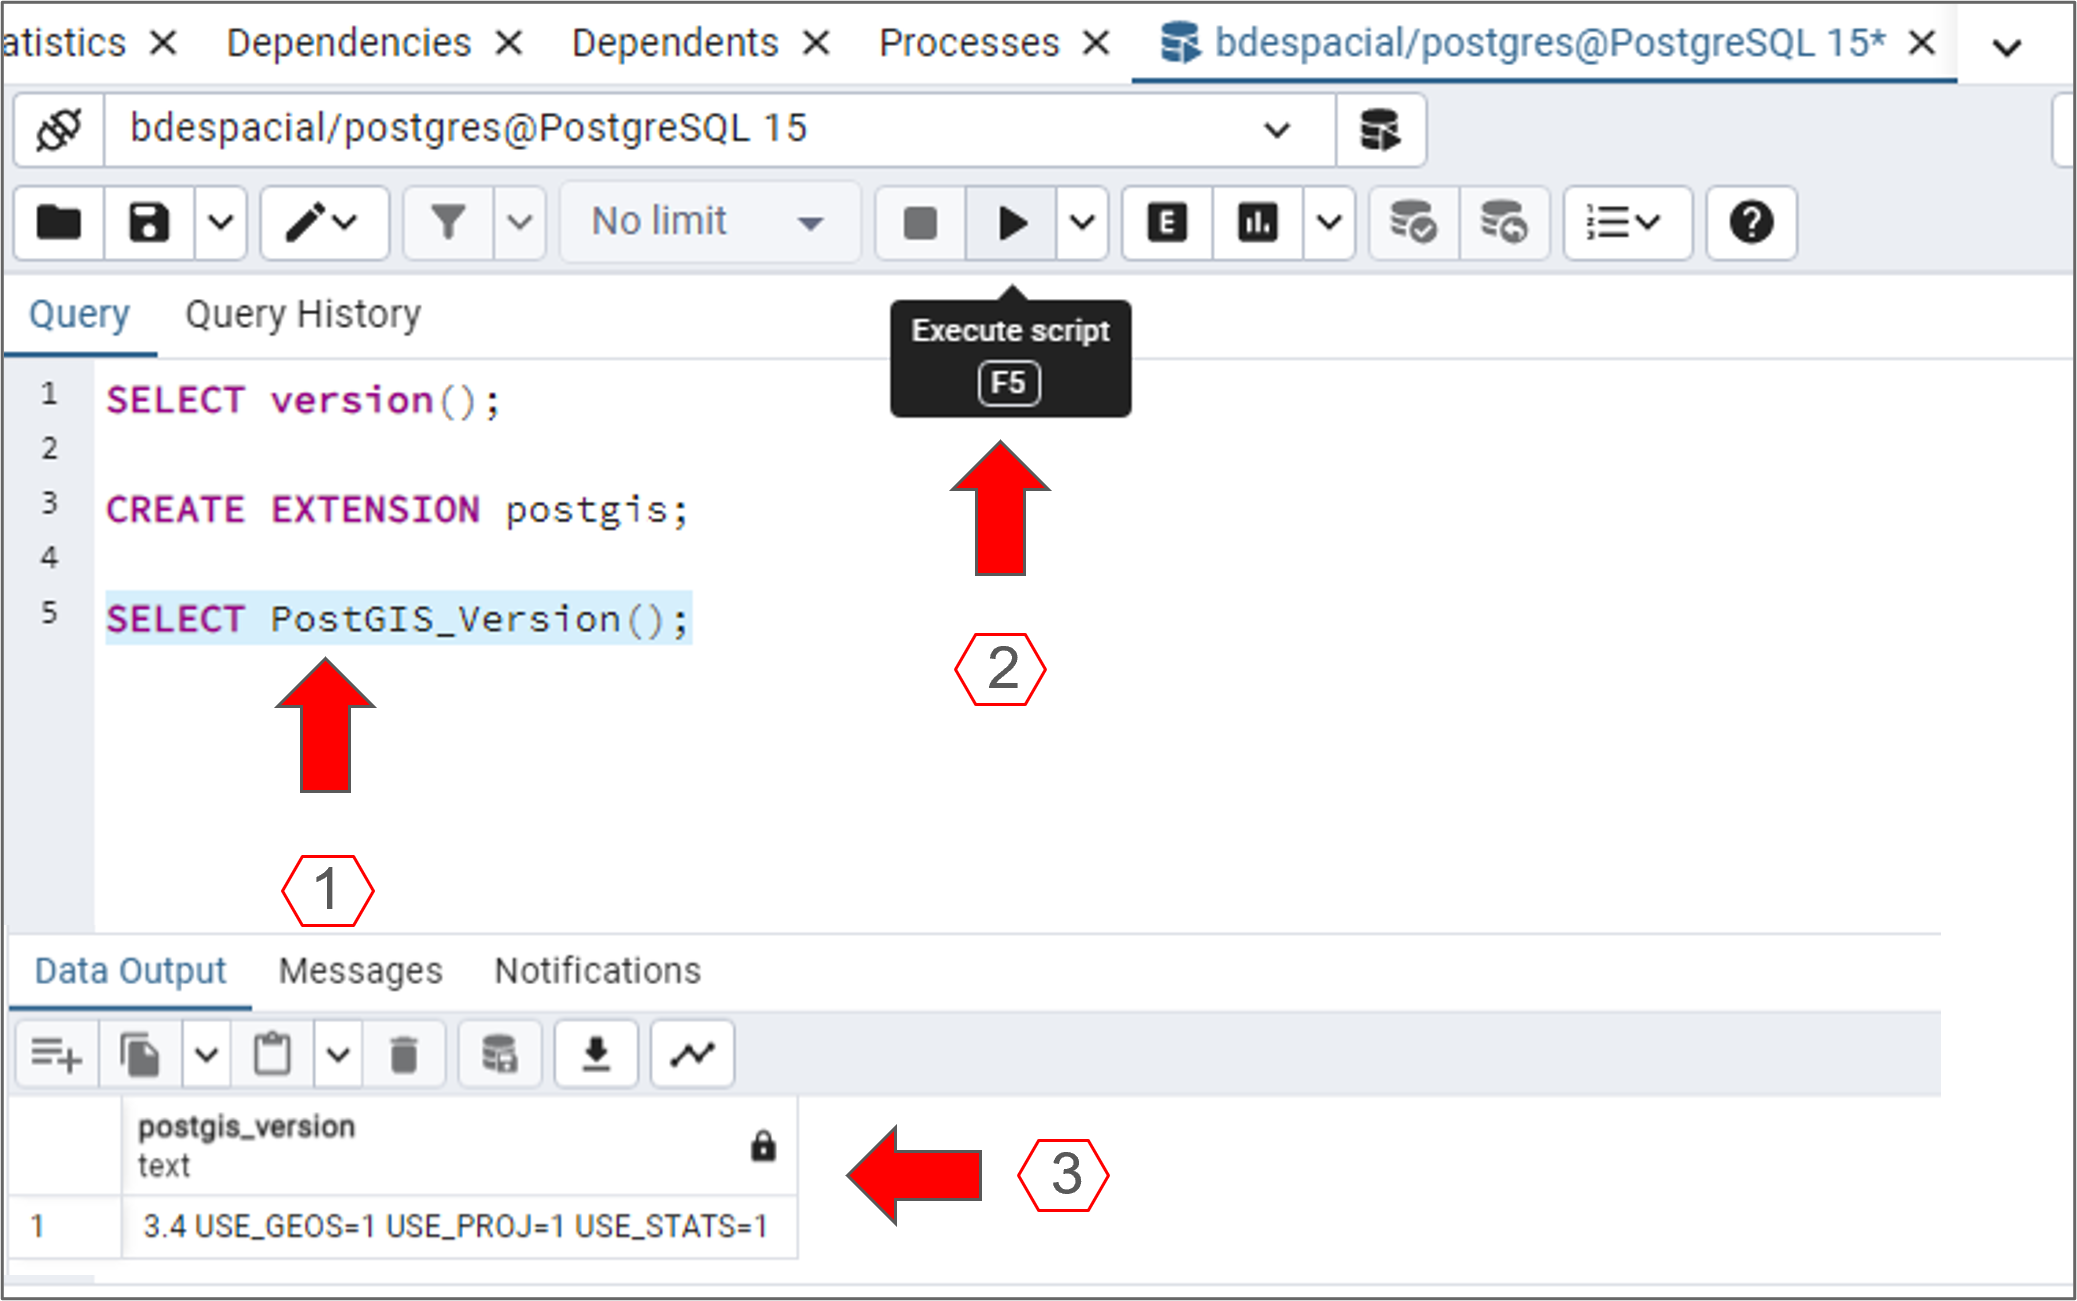 atistics Dependencies Dependents Processes bdespacial/postgres@PostgreSQL 15*
bdespacial/postgres@PostgreSQL 15
No limit E
Query Query History
Execute script
F5
1 SELECT version();
2
3 CREATE EXTENSION postgis;
4
5 SELECT PostGIS_Version();
2
1
Data Output Messages Notifications
postgis_version
text
3
1 3.4 USE_GEOS=1 USE_PROJ=1 USE_STATS=1